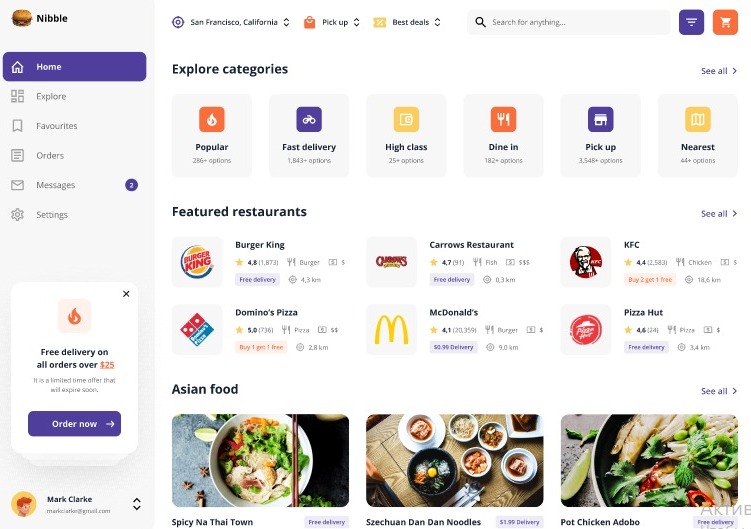 Nibble
San Francisco, California
Pick up
Best deals
Search for anything...
Home
Explore
Favourites
Orders
Messages
2
Settings
Free delivery on
all orders over $25
It is a limited time offer that
will expire soon.
Order now
Mark Clarke
markclarke@gmail.com
Explore categories
See all
Popular
286+ options
Fast delivery
1,843+ options
High class
25+ options
Dine in
182+ options
Pick up
3,548+ options
Nearest
44+ options
Featured restaurants
See all
BURGER KING
Burger King
4,8 (1,873) Burger $
Free delivery 4,3 km
CARROWS
Carrows Restaurant
4,7 (91) Fish $$$
Free delivery 0,3 km
KFC
KFC
4,4 (2,583) Chicken $
Buy 2 get 1 free 18,6 km
Domino's Pizza
Domino's Pizza
5,0 (736) Pizza $$
Buy 1 get 1 free 2,8 km
McDonald's
4,1 (20,359) Burger $
$0.99 Delivery 9,0 km
Pizza Hut
Pizza Hut
4,6 (24) Pizza $
Free delivery 3,4 km
Asian food
See all
Spicy Na Thai Town
Free delivery
Szechuan Dan Dan Noodles
$1.99 Delivery
Pot Chicken Adobo
Free delivery